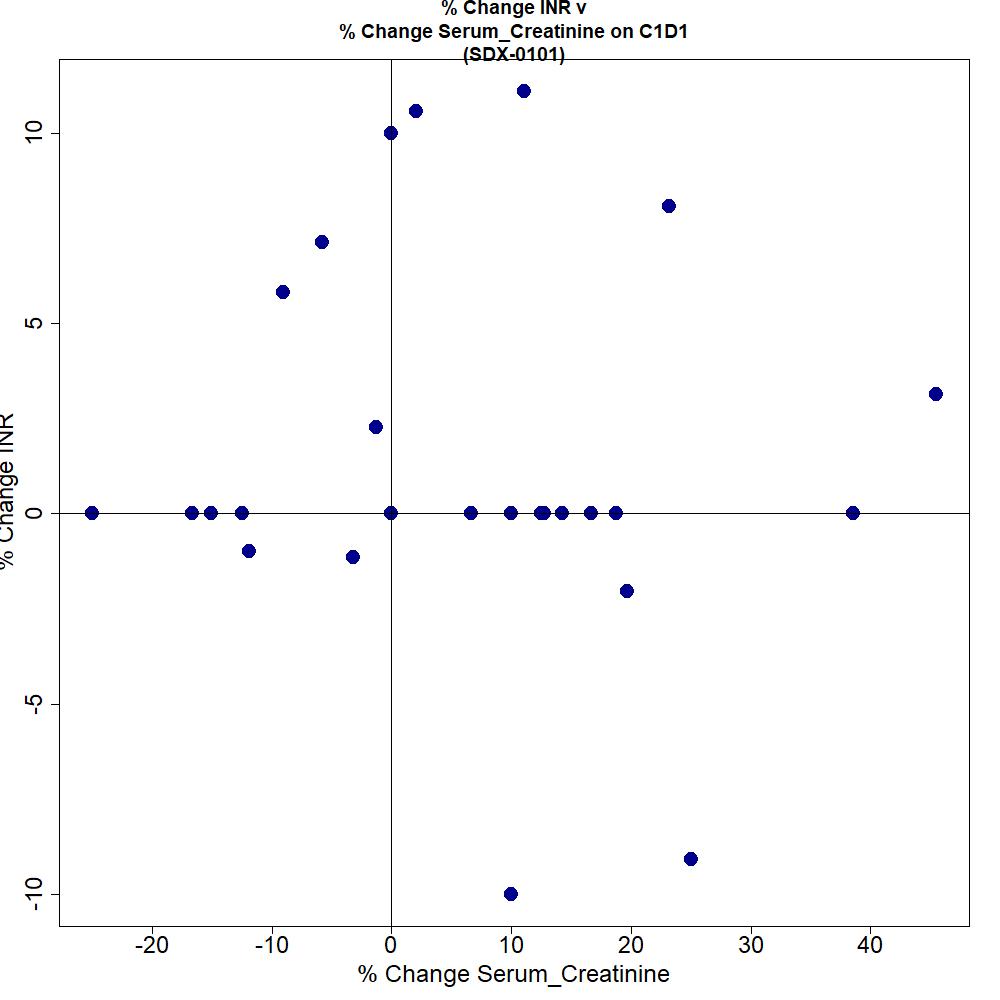 % Change INR v
% Change Serum_Creatinine on C1D1
(SDX-0101)
10
5
0
-5
-10
% Change INR
-20
-10
0
10
20
30
40
% Change Serum_Creatinine